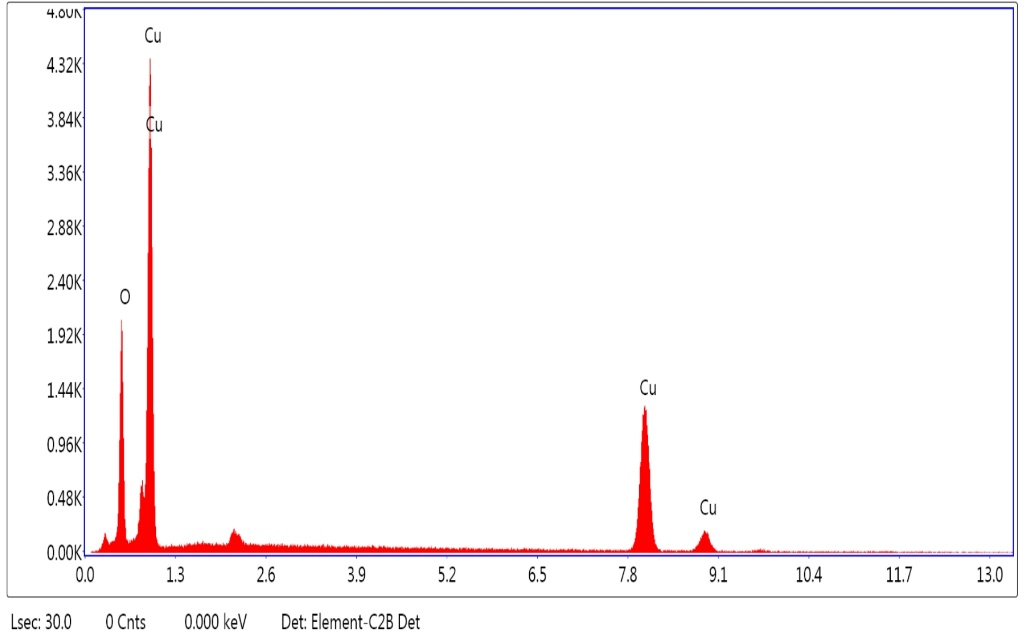 4.80K
Cu
4.32K
3.84K
Cu
3.36K
2.88K
2.40K
O
1.92K
1.44K
Cu
0.96K
0.48K
Cu
0.00K
0.0 1.3 2.6 3.9 5.2 6.5 7.8 9.1 10.4 11.7 13.0
Lsec: 30.0 0 Cnts 0.000 keV Det: Element-C2B Det